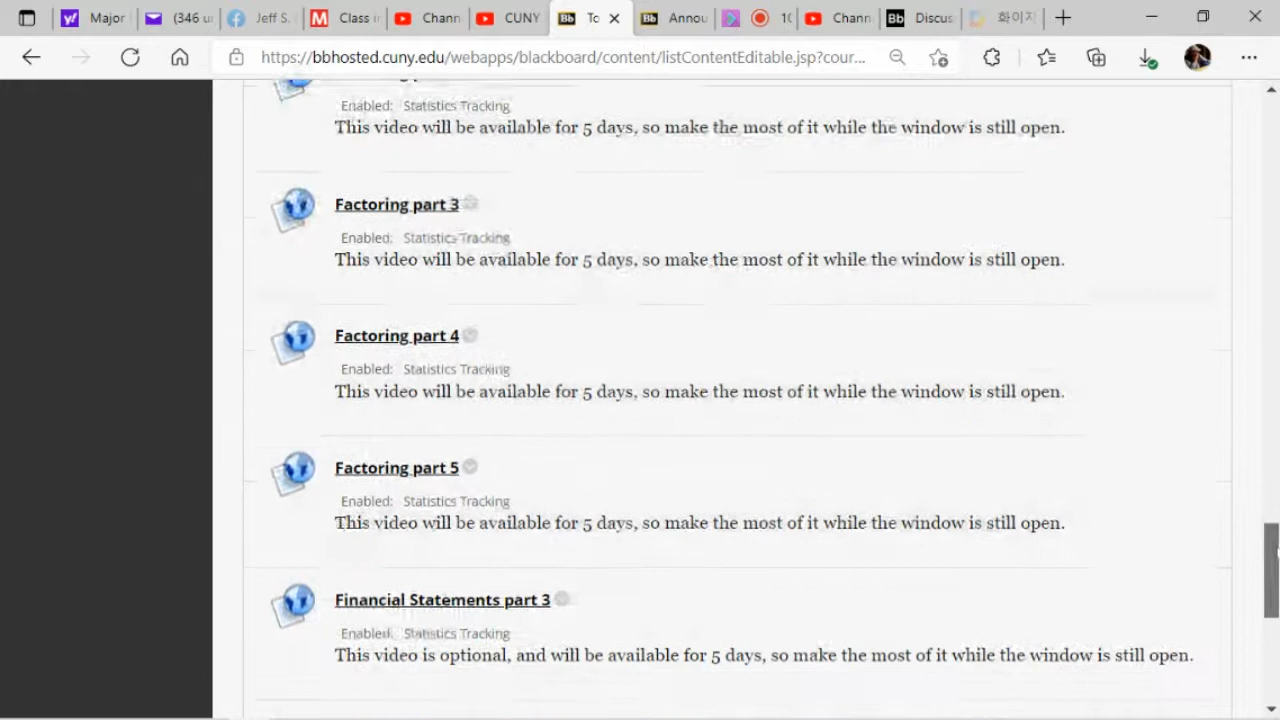 Major
(346 u
Jeff S.
Class i
Chann
CUNY
To
Annou
Chann
Discus
화이지
https://bbhosted.cuny.edu/webapps/blackboard/content/listContentEditable.jsp?cour...
Enabled: Statistics Tracking
This video will be available for 5 days, so make the most of it while the window is still open.
Factoring part 3
Enabled: Statistics Tracking
This video will be available for 5 days, so make the most of it while the window is still open.
Factoring part 4
Enabled: Statistics Tracking
This video will be available for 5 days, so make the most of it while the window is still open.
Factoring part 5
Enabled: Statistics Tracking
This video will be available for 5 days, so make the most of it while the window is still open.
Financial Statements part 3
Enabled: Statistics Tracking
This video is optional, and will be available for 5 days, so make the most of it while the window is still open.